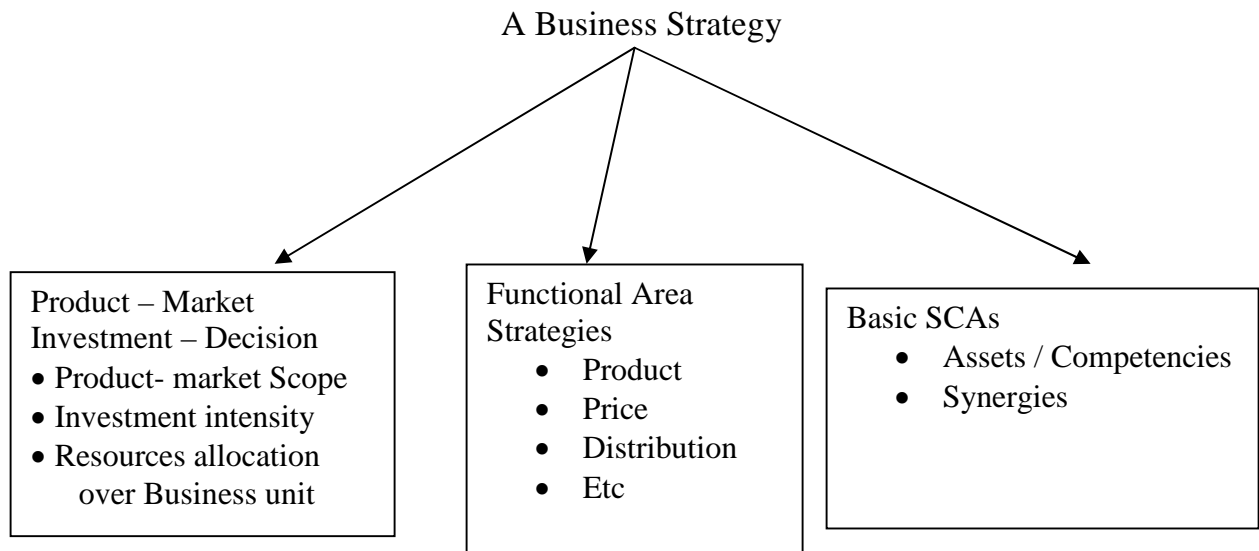 A Business Strategy
Product – Market
Investment – Decision
• Product- market Scope
• Investment intensity
• Resources allocation
over Business unit
Functional Area
Strategies
• Product
• Price
• Distribution
• Etc
Basic SCAs
• Assets / Competencies
• Synergies